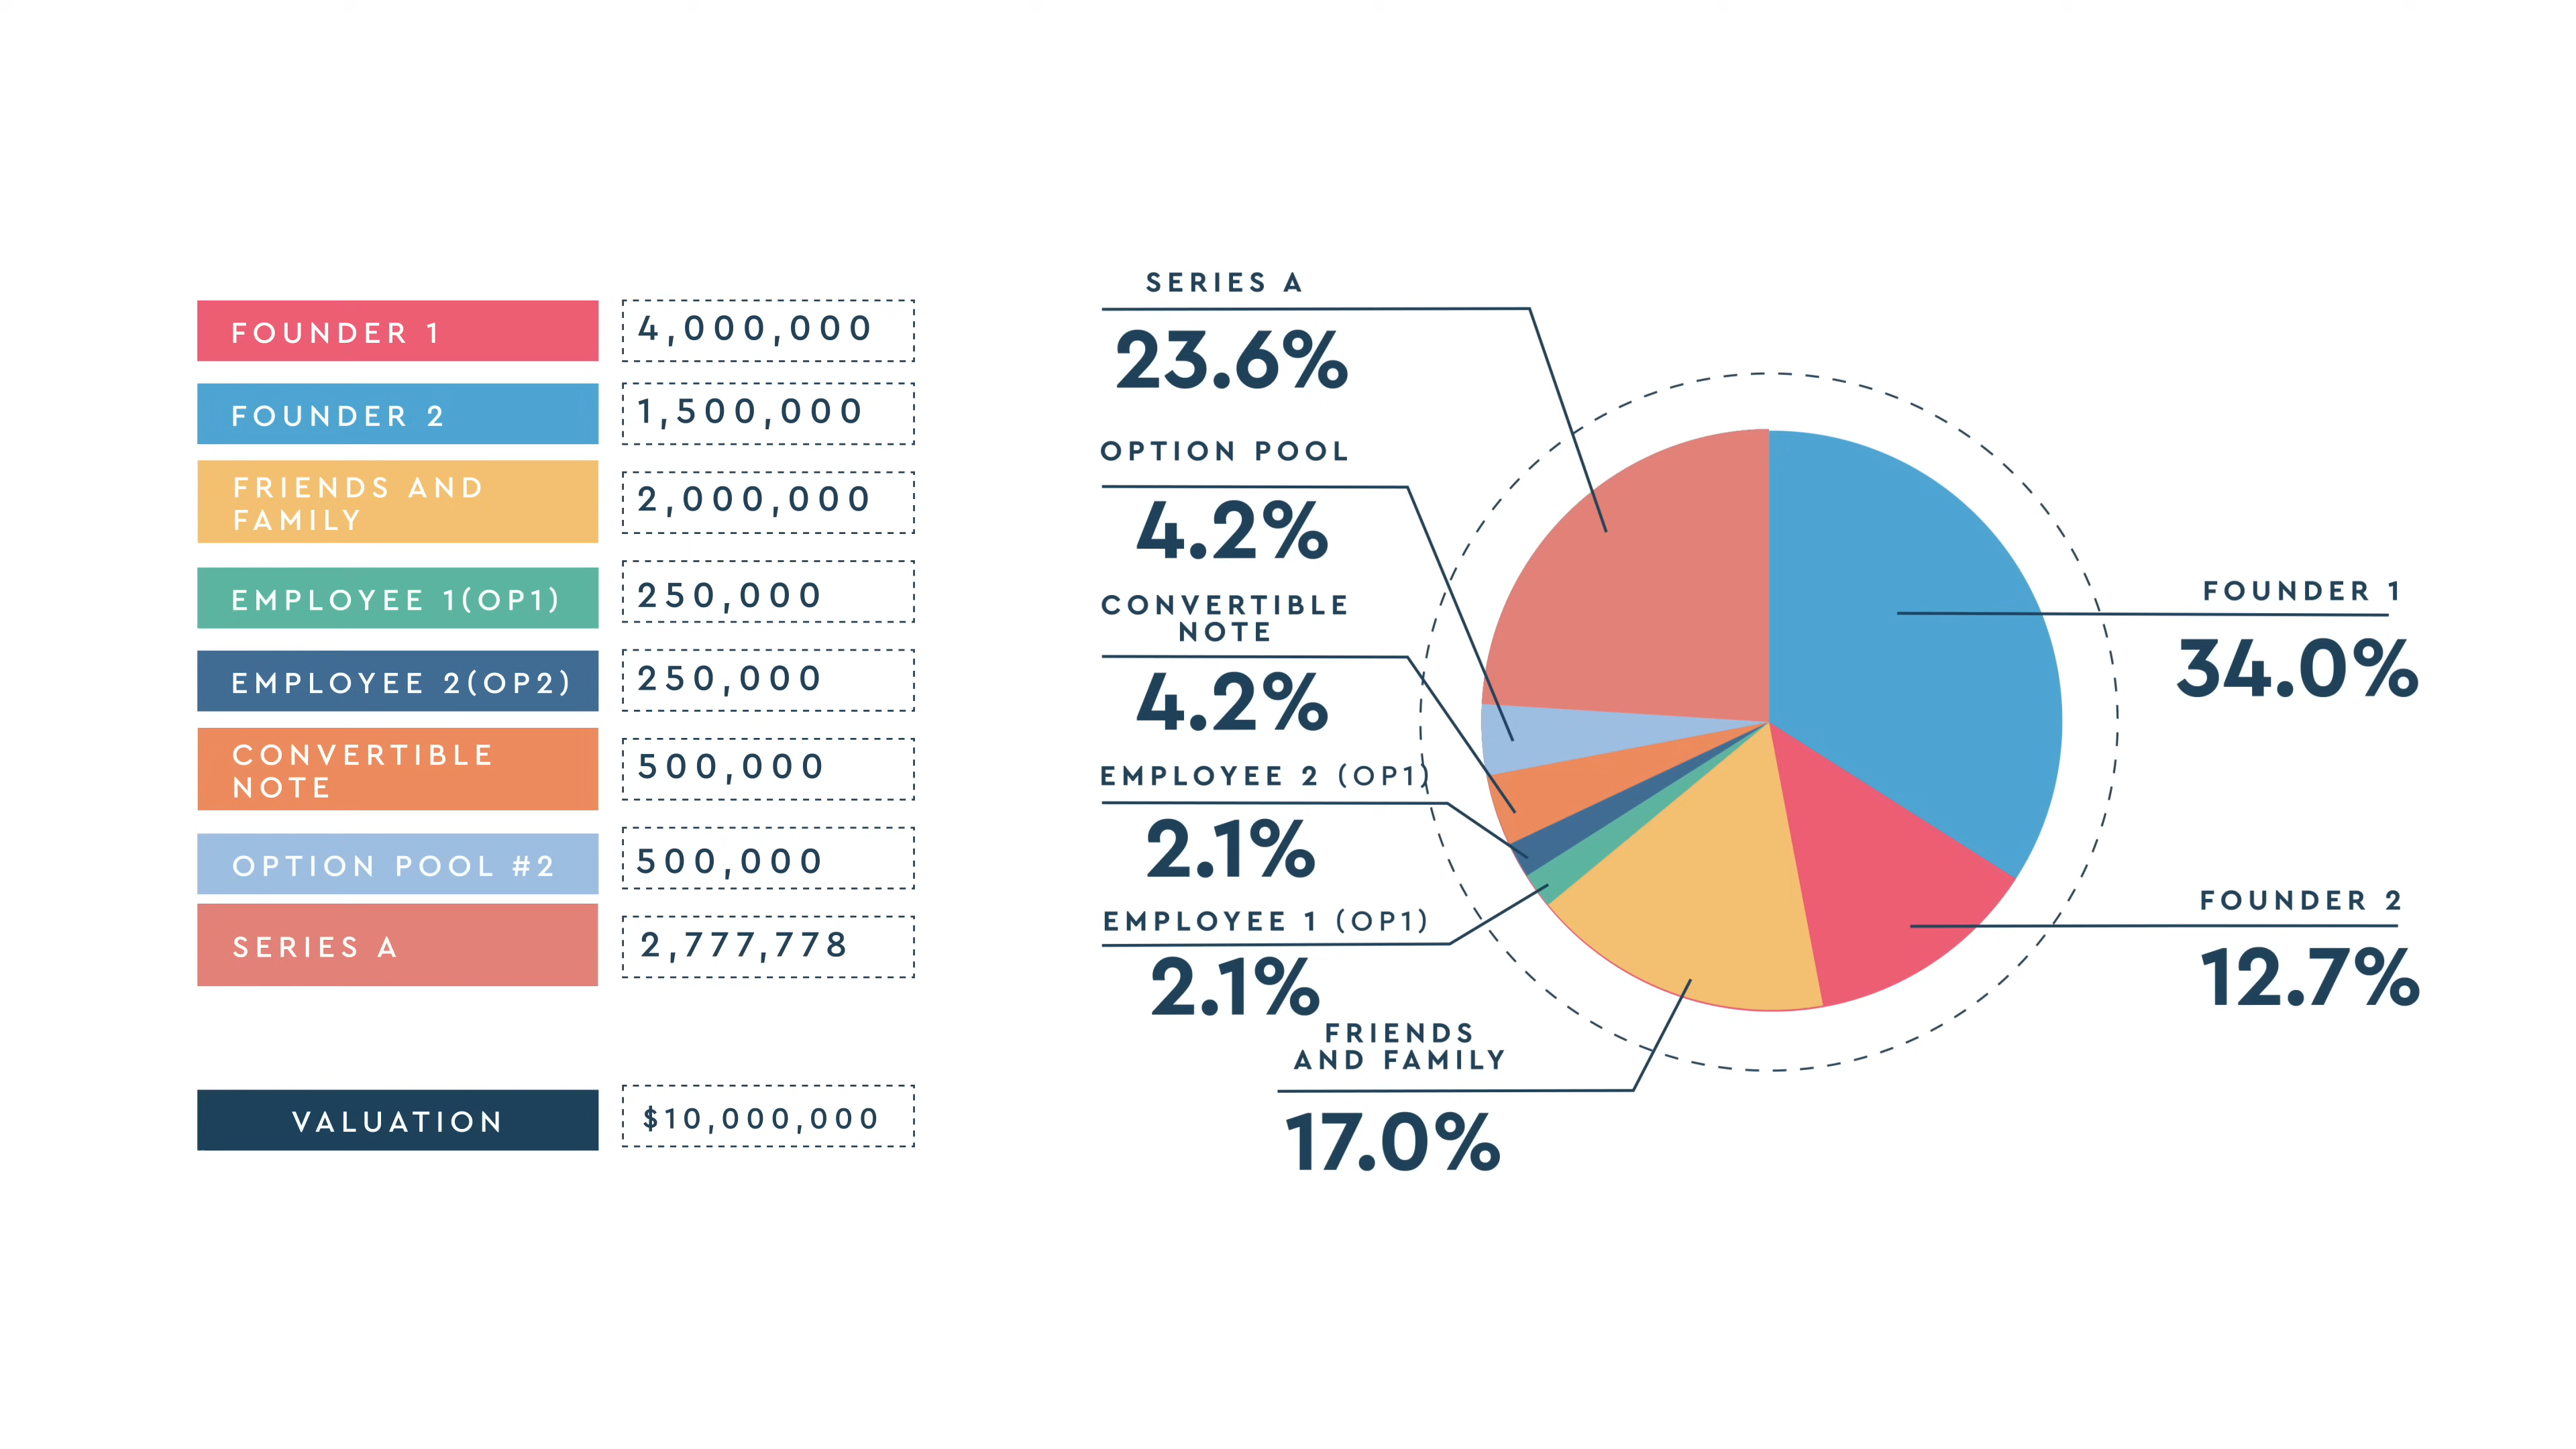 FOUNDER 1
4,000,000
FOUNDER 2
1,500,000
FRIENDS AND
FAMILY
2,000,000
EMPLOYEE 1(OP1)
250,000
EMPLOYEE 2(OP2)
250,000
CONVERTIBLE
NOTE
500,000
OPTION POOL #2
500,000
SERIES A
2,777,778
VALUATION
$10,000,000
SERIES A
23.6%
OPTION POOL
4.2%
CONVERTIBLE
NOTE
4.2%
EMPLOYEE 2 (OP1)
2.1%
EMPLOYEE 1 (OP1)
2.1%
FRIENDS
AND FAMILY
17.0%
FOUNDER 1
34.0%
FOUNDER 2
12.7%